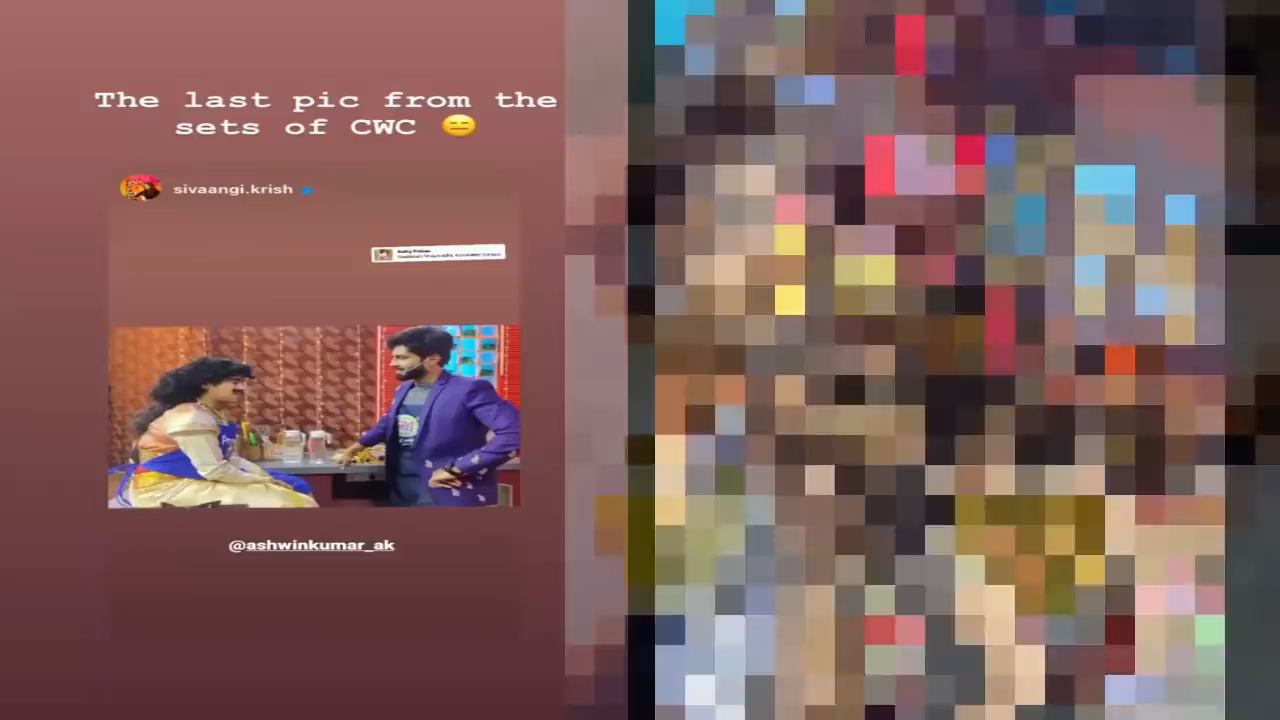 The last pic from the
sets of CWC 😑
sivaangi.krish
@ashwinkumar_ak